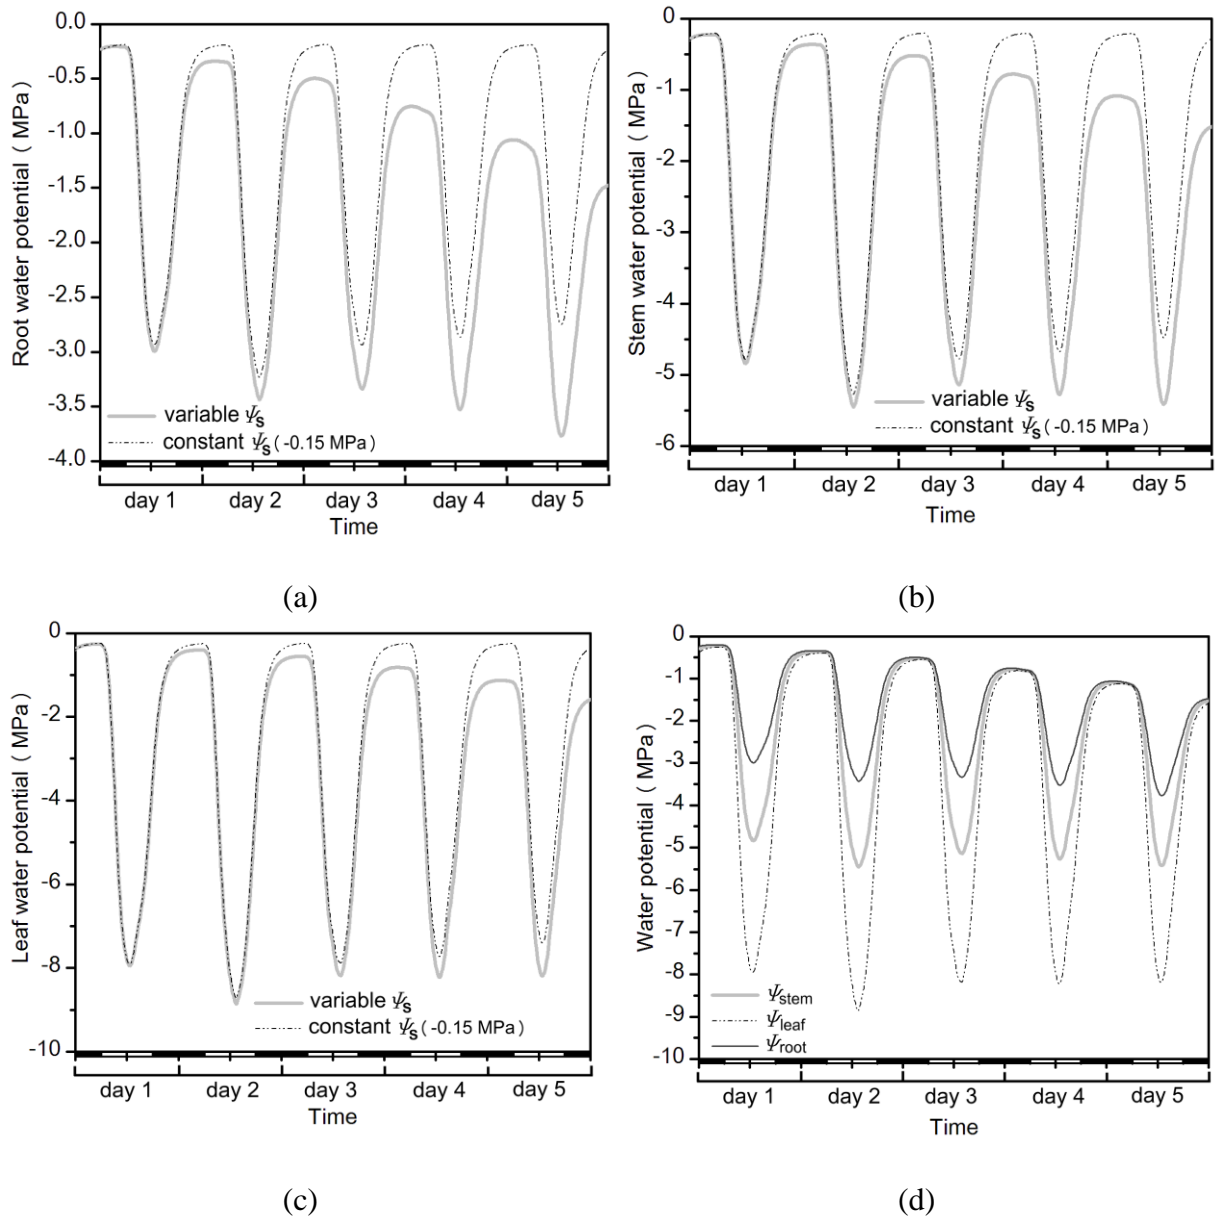 0.0
-0.5
-1.0
-1.5
-2.0
-2.5
-3.0
-3.5
-4.0
Root water potential ( MPa)
variable Ψs
constant Ψs ( -0.15 MPa)
day 1 day 2 day 3 day 4 day 5
Time
(a)
0
-1
-2
-3
-4
-5
-6
Stem water potential ( MPa)
variable Ψs
constant Ψs ( -0.15 MPa)
day 1 day 2 day 3 day 4 day 5
Time
(b)
0
-2
-4
-6
-8
-10
Leaf water potential ( MPa)
variable Ψs
constant Ψs ( -0.15 MPa)
day 1 day 2 day 3 day 4 day 5
Time
(c)
0
-1
-2
-3
-4
-5
-6
-7
-8
-9
-10
Water potential ( MPa)
Ψstem
Ψleaf
Ψroot
day 1 day 2 day 3 day 4 day 5
Time
(d)